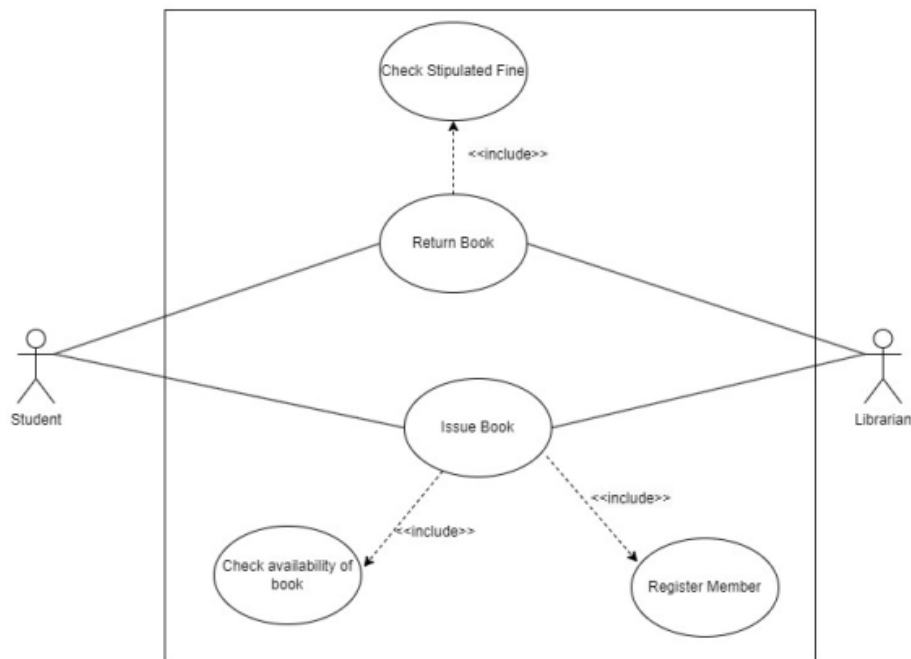 Check Stipulated Fine
<<include>>
Return Book
Student
Librarian
Issue Book
<<include>>
<<include>>
Check availability of
book
Register Member